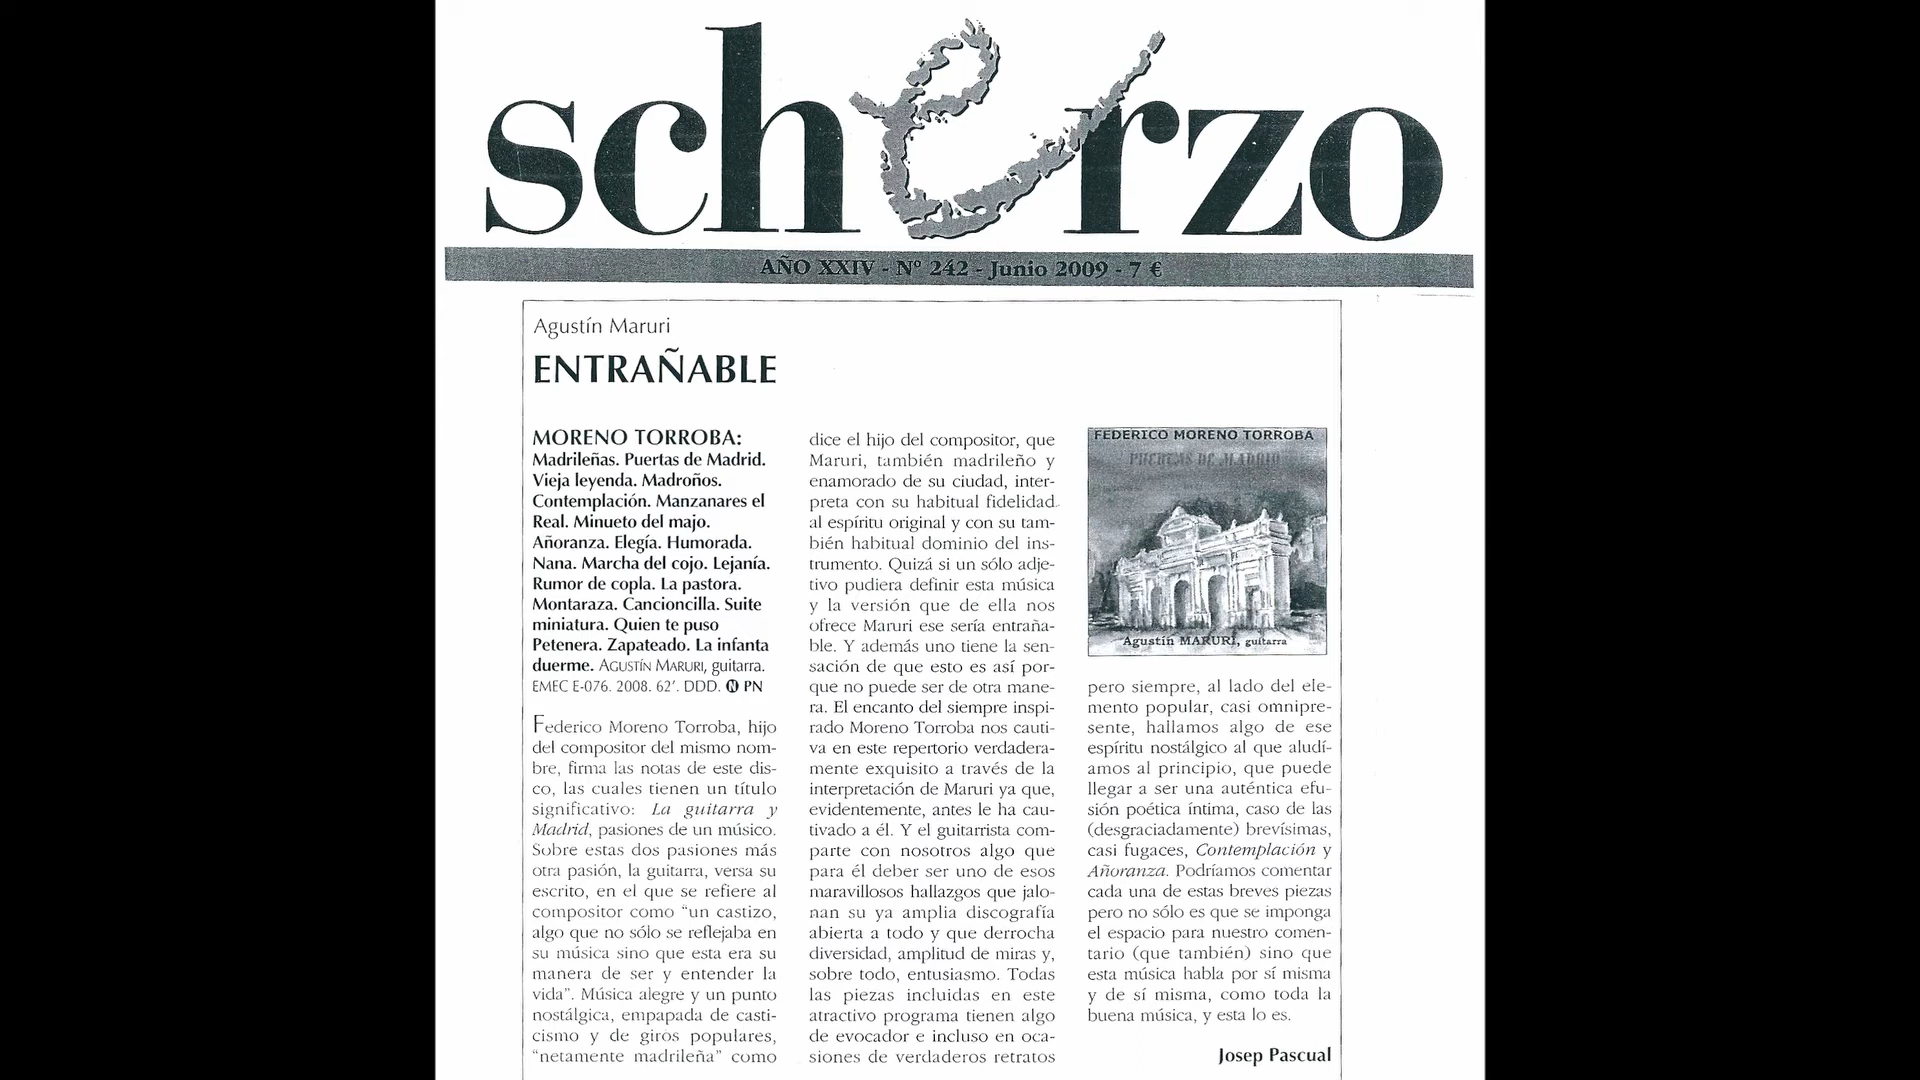 scherzo
AÑO XXIV - Nº 242 - Junio 2009 - 7 €
Agustín Maruri
ENTRAÑABLE
MORENO TORROBA:
Madrileñas. Puertas de Madrid.
Vieja leyenda. Madroños.
Contemplación. Manzanares el
Real. Minueto del majo.
Añoranza. Elegía. Humorada.
Nana. Marcha del cojo. Lejanía.
Rumor de copla. La pastora.
Montaraza. Cancioncilla. Suite
miniatura. Quien te puso
Petenera. Zapateado. La infanta
duerme. AGUSTÍN MARURI, guitarra.
EMEC E-076. 2008. 62’. DDD. N PN
Federico Moreno Torroba, hijo
del compositor del mismo nom-
bre, firma las notas de este dis-
co, las cuales tienen un título
significativo: La guitarra y
Madrid, pasiones de un músico.
Sobre estas dos pasiones más
otra pasión, la guitarra, versa su
escrito, en el que se refiere al
compositor como “un castizo,
algo que no sólo se reflejaba en
su música sino que esta era su
manera de ser y entender la
vida”. Música alegre y un punto
nostálgica, empapada de casti-
cismo y de giros populares,
“netamente madrileña” como
dice el hijo del compositor, que
Maruri, también madrileño y
enamorado de su ciudad, inter-
preta con su habitual fidelidad
al espíritu original y con su tam-
bién habitual dominio del ins-
trumento. Quizá si un sólo adje-
tivo pudiera definir esta música
y la versión que de ella nos
ofrece Maruri ese sería entraña-
ble. Y además uno tiene la sen-
sación de que esto es así por-
que no puede ser de otra mane-
ra. El encanto del siempre inspi-
rado Moreno Torroba nos cauti-
va en este repertorio verdadera-
mente exquisito a través de la
interpretación de Maruri ya que,
evidentemente, antes le ha cau-
tivado a él. Y el guitarrista com-
parte con nosotros algo que
para él deber ser uno de esos
maravillosos hallazgos que jalo-
nan su ya amplia discografía
abierta a todo y que derrocha
diversidad, amplitud de miras y,
sobre todo, entusiasmo. Todas
las piezas incluidas en este
atractivo programa tienen algo
de evocador e incluso en oca-
siones de verdaderos retratos
FEDERICO MORENO TORROBA
PUERTAS DE MADRID
Agustín MARURI, guitarra
pero siempre, al lado del ele-
mento popular, casi omnipre-
sente, hallamos algo de ese
espíritu nostálgico al que aludí-
amos al principio, que puede
llegar a ser una auténtica efu-
sión poética íntima, caso de las
(desgraciadamente) brevísimas,
casi fugaces, Contemplación y
Añoranza. Podríamos comentar
cada una de estas breves piezas
pero no sólo es que se imponga
el espacio para nuestro comen-
tario (que también) sino que
esta música habla por sí misma
y de sí misma, como toda la
buena música, y esta lo es.
Josep Pascual